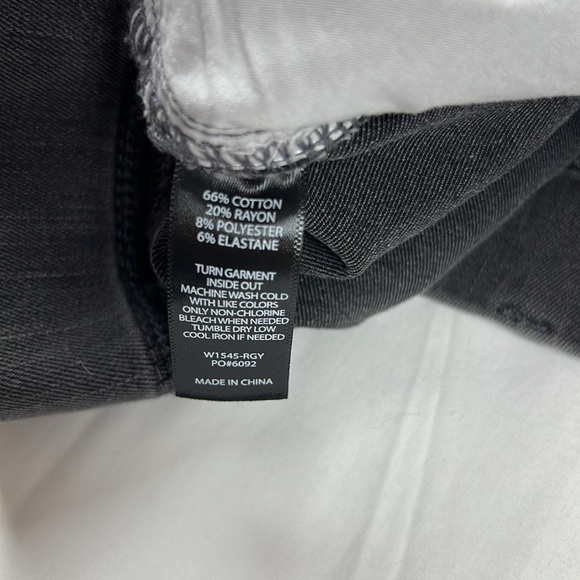 66% COTTON
20% RAYON
8% POLYESTER
6% ELASTANE
TURN GARMENT
INSIDE OUT
MACHINE WASH COLD
WITH LIKE COLORS
ONLY NON-CHLORINE
BLEACH WHEN NEEDED
TUMBLE DRY LOW
COOL IRON IF NEEDED
W1545-RGY
PO#6092
MADE IN CHINA